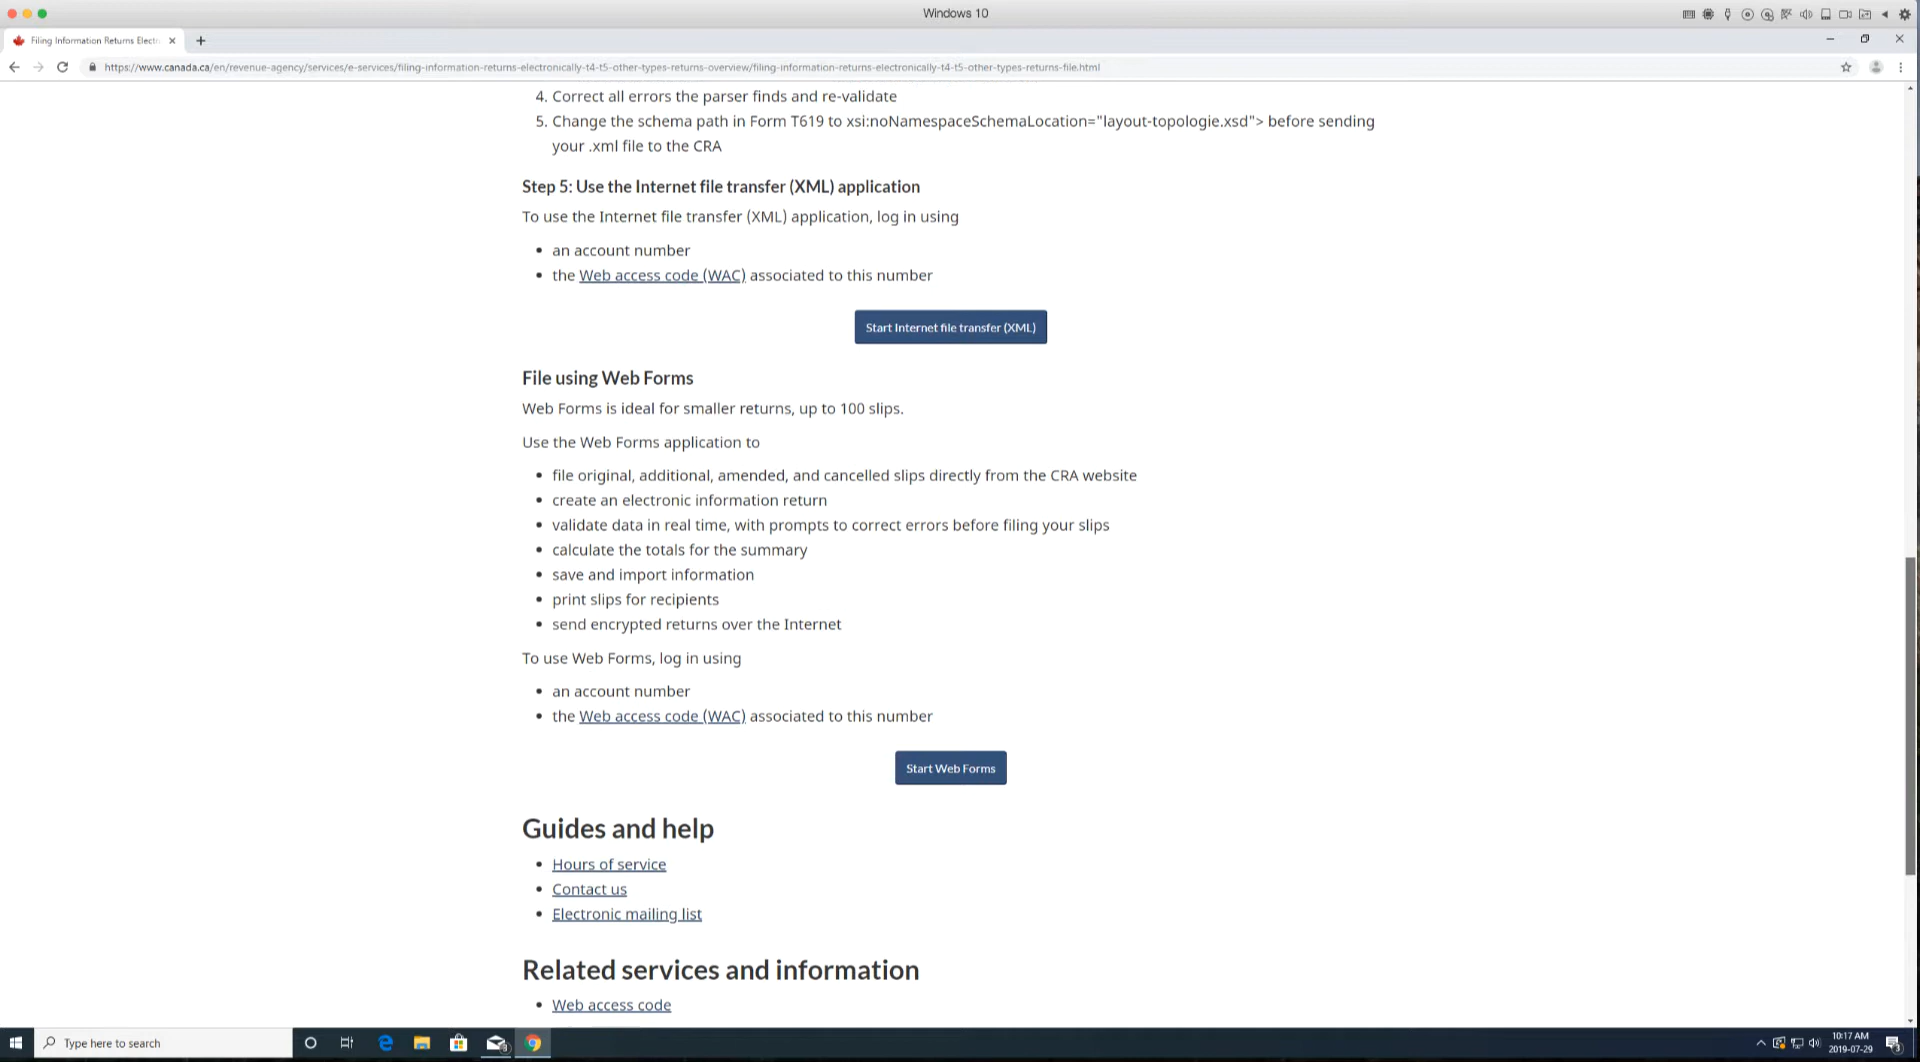 Windows 10
Filing Information Returns Electr
https://www.canada.ca/en/revenue-agency/services/e-services/filing-information-returns-electronically-t4-t5-other-types-returns-overview/filing-information-returns-electronically-t4-t5-other-types-returns-file.html
4. Correct all errors the parser finds and re-validate
5. Change the schema path in Form T619 to xsi:noNamespaceSchemaLocation="layout-topologie.xsd"> before sending
your .xml file to the CRA
Step 5: Use the Internet file transfer (XML) application
To use the Internet file transfer (XML) application, log in using
• an account number
• the Web access code (WAC) associated to this number
Start Internet file transfer (XML)
File using Web Forms
Web Forms is ideal for smaller returns, up to 100 slips.
Use the Web Forms application to
• file original, additional, amended, and cancelled slips directly from the CRA website
• create an electronic information return
• validate data in real time, with prompts to correct errors before filing your slips
• calculate the totals for the summary
• save and import information
• print slips for recipients
• send encrypted returns over the Internet
To use Web Forms, log in using
• an account number
• the Web access code (WAC) associated to this number
Start Web Forms
Guides and help
• Hours of service
• Contact us
• Electronic mailing list
Related services and information
• Web access code
Type here to search
10:17 AM
2019-07-29